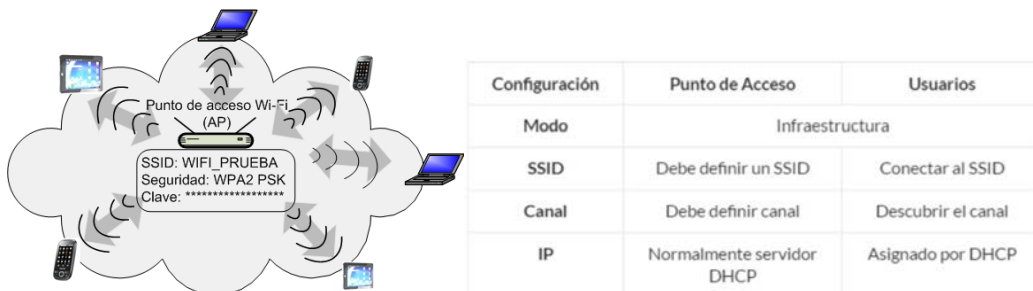 Punto de acceso Wi-Fi
(AP)
SSID: WIFI_PRUEBA
Seguridad: WPA2 PSK
Clave: ******************
Configuración Punto de Acceso Usuarios
Modo Infraestructura
SSID Debe definir un SSID Conectar al SSID
Canal Debe definir canal Descubrir el canal
IP Normalmente servidor DHCP Asignado por DHCP